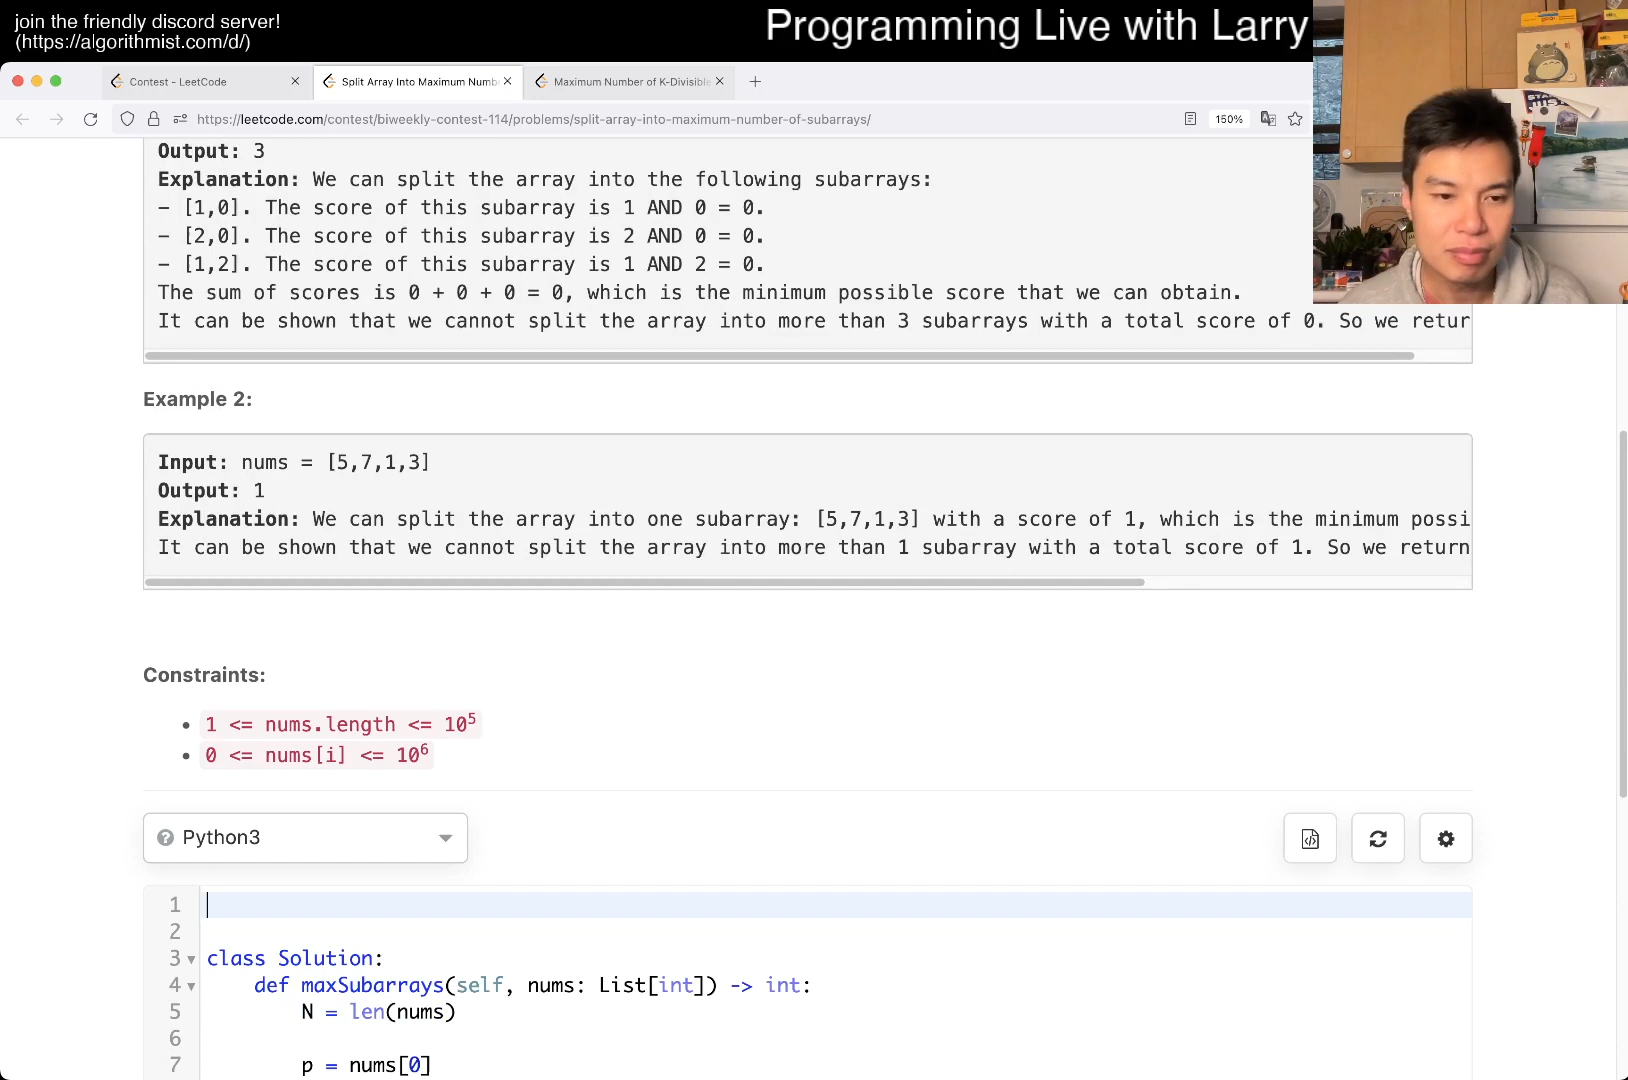 join the friendly discord server!
(https://algorithmist.com/d/)
Programming Live with Larry
Contest - LeetCode
Split Array Into Maximum Numb
Maximum Number of K-Divisible
https://leetcode.com/contest/biweekly-contest-114/problems/split-array-into-maximum-number-of-subarrays/
150%
Output: 3
Explanation: We can split the array into the following subarrays:
- [1,0]. The score of this subarray is 1 AND 0 = 0.
- [2,0]. The score of this subarray is 2 AND 0 = 0.
- [1,2]. The score of this subarray is 1 AND 2 = 0.
The sum of scores is 0 + 0 + 0 = 0, which is the minimum possible score that we can obtain.
It can be shown that we cannot split the array into more than 3 subarrays with a total score of 0. So we retur
Example 2:
Input: nums = [5,7,1,3]
Output: 1
Explanation: We can split the array into one subarray: [5,7,1,3] with a score of 1, which is the minimum possi
It can be shown that we cannot split the array into more than 1 subarray with a total score of 1. So we return
Constraints:
• 1 <= nums.length <= 10⁵
• 0 <= nums[i] <= 10⁶
Python3
1
2
3 class Solution:
4 def maxSubarrays(self, nums: List[int]) -> int:
5 N = len(nums)
6
7 p = nums[0]